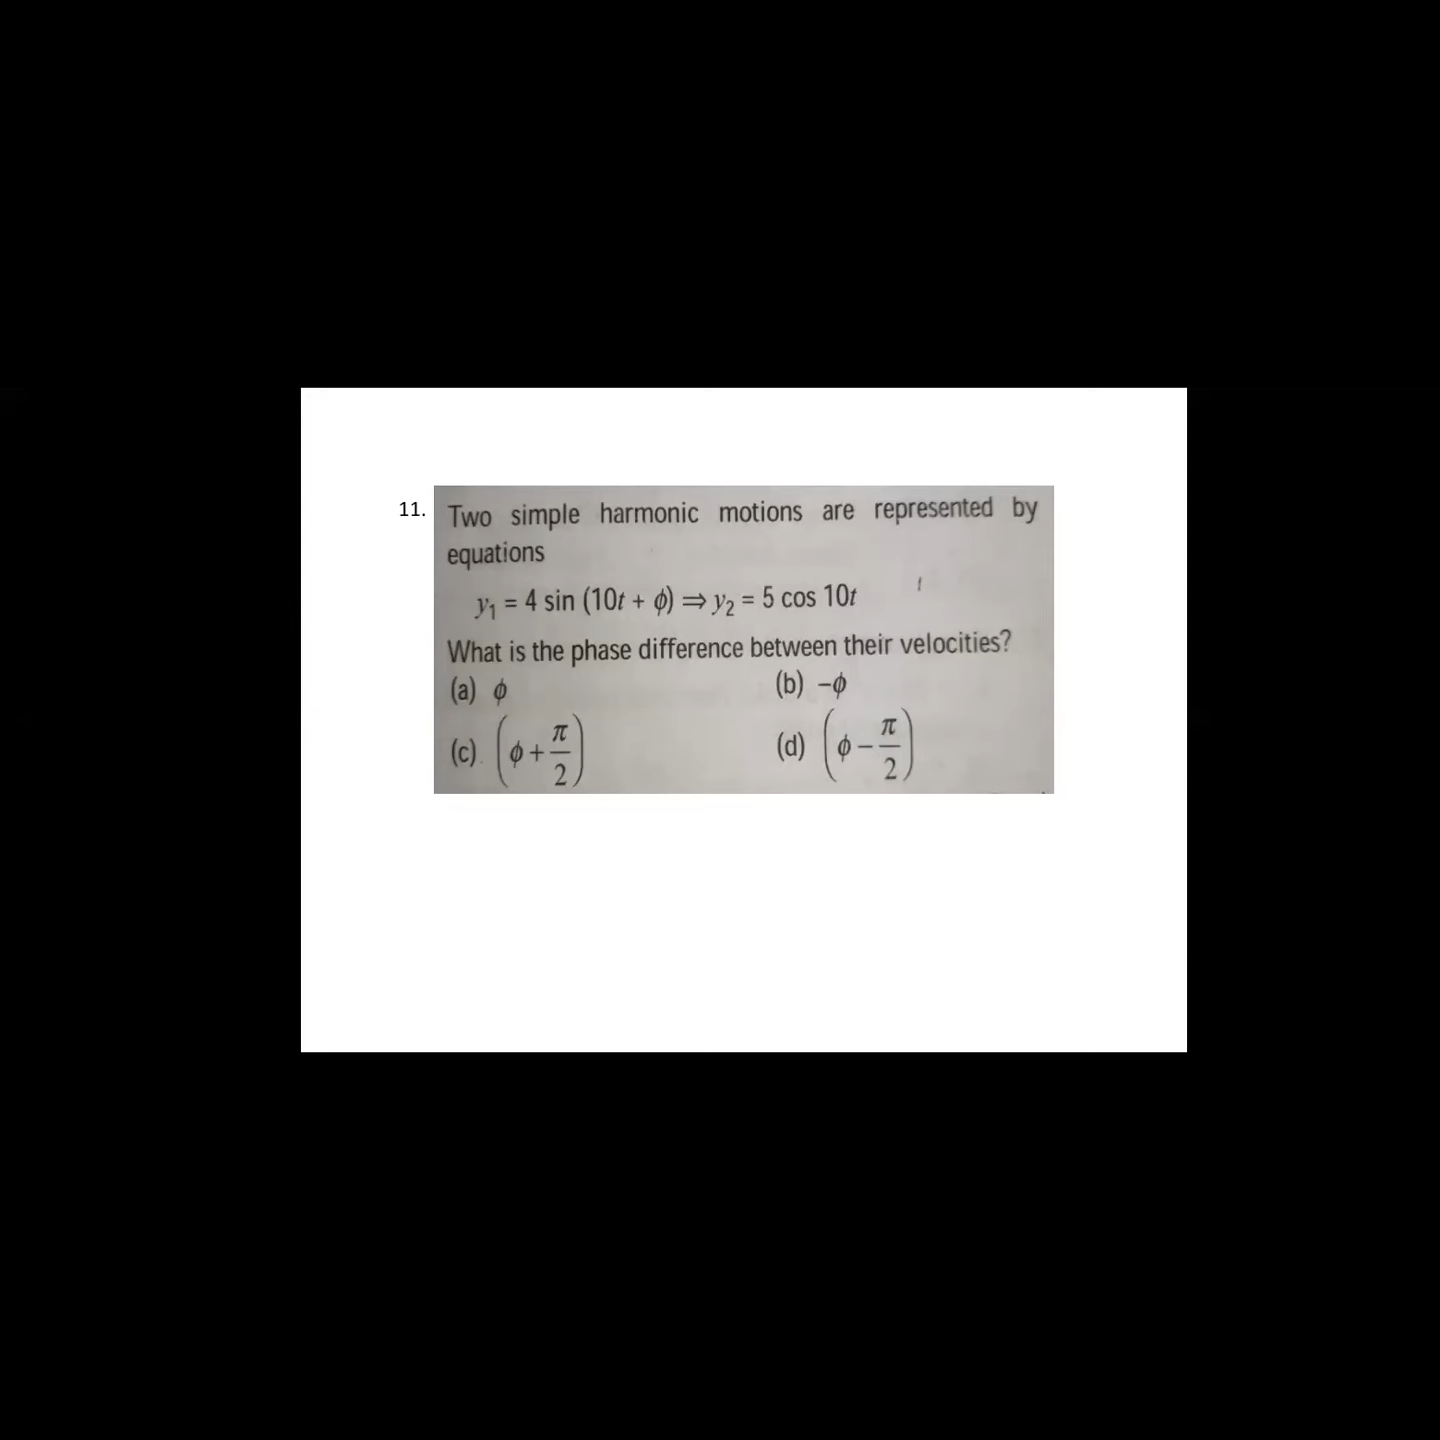 11. Two simple harmonic motions are represented by
equations
y₁ = 4 sin (10t + ϕ) ⇒ y₂ = 5 cos 10t
What is the phase difference between their velocities?
(a) ϕ (b) −ϕ
(c) (ϕ + π/2) (d) (ϕ − π/2)